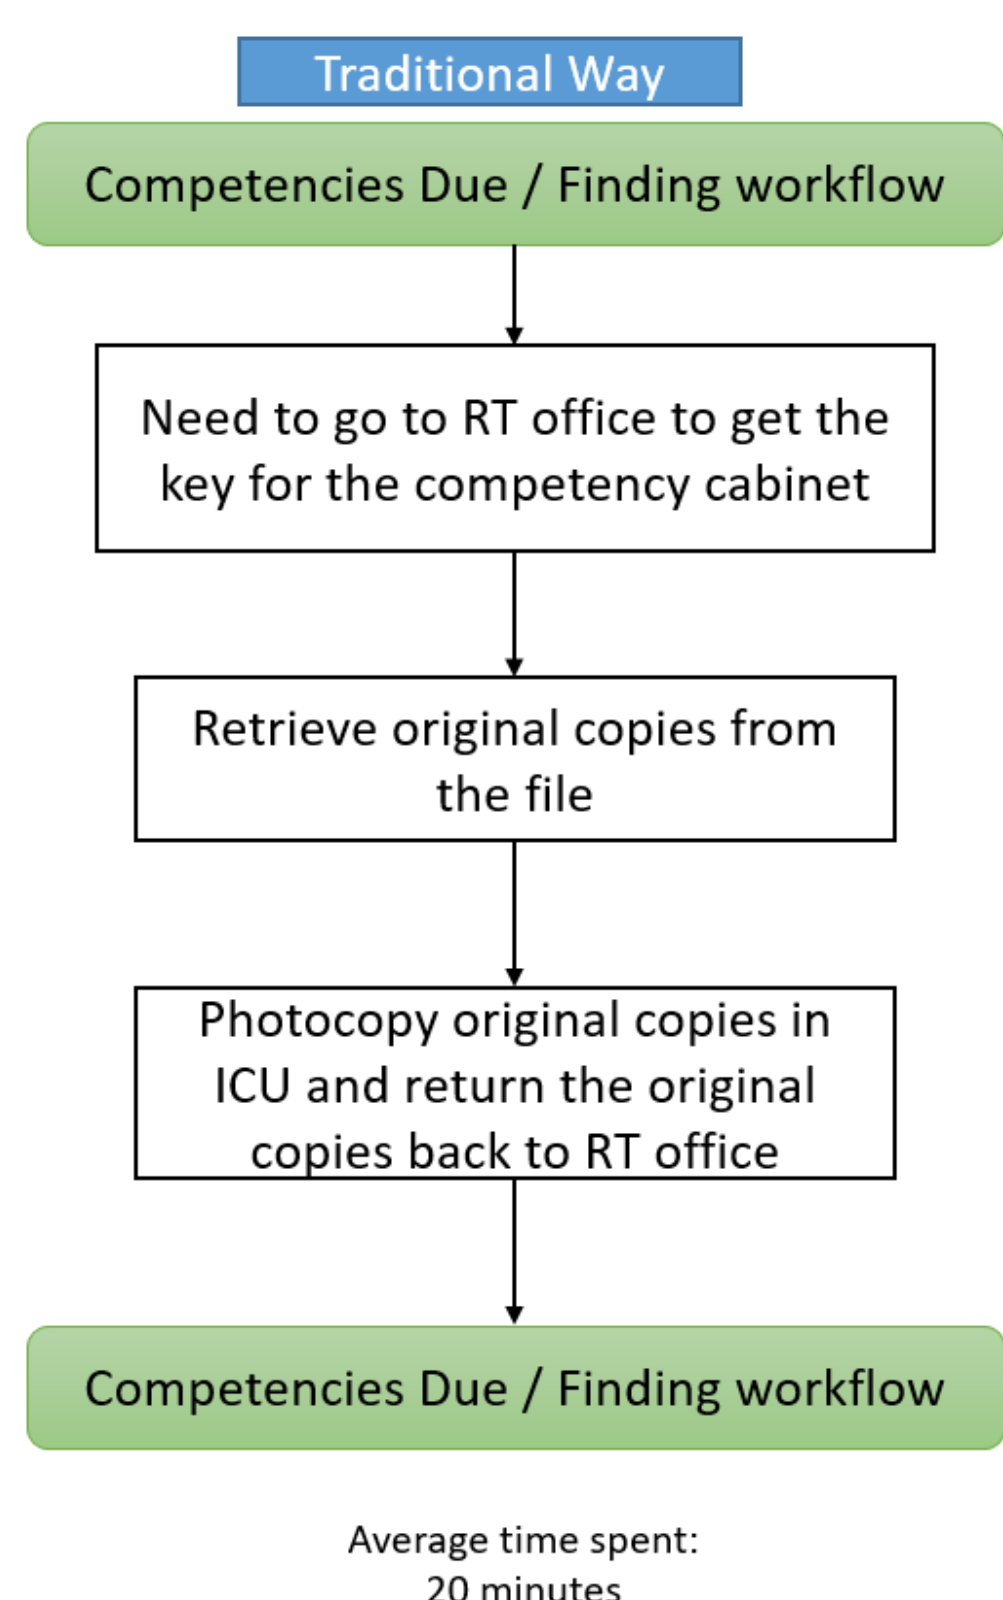 Traditional Way
Competencies Due / Finding workflow
Need to go to RT office to get the
key for the competency cabinet
Retrieve original copies from
the file
Photocopy original copies in
ICU and return the original
copies back to RT office
Competencies Due / Finding workflow
Average time spent:
20 minutes